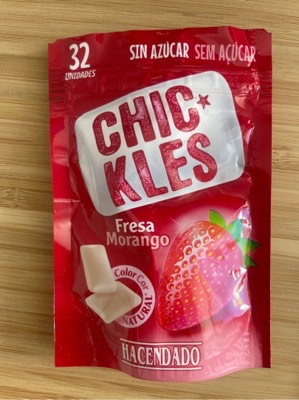 32
UNIDADES
SIN AZÚCAR SEM AÇÚCAR
CHIC
KLES
Fresa
Morango
Color Cor
NATURAL
HACENDADO